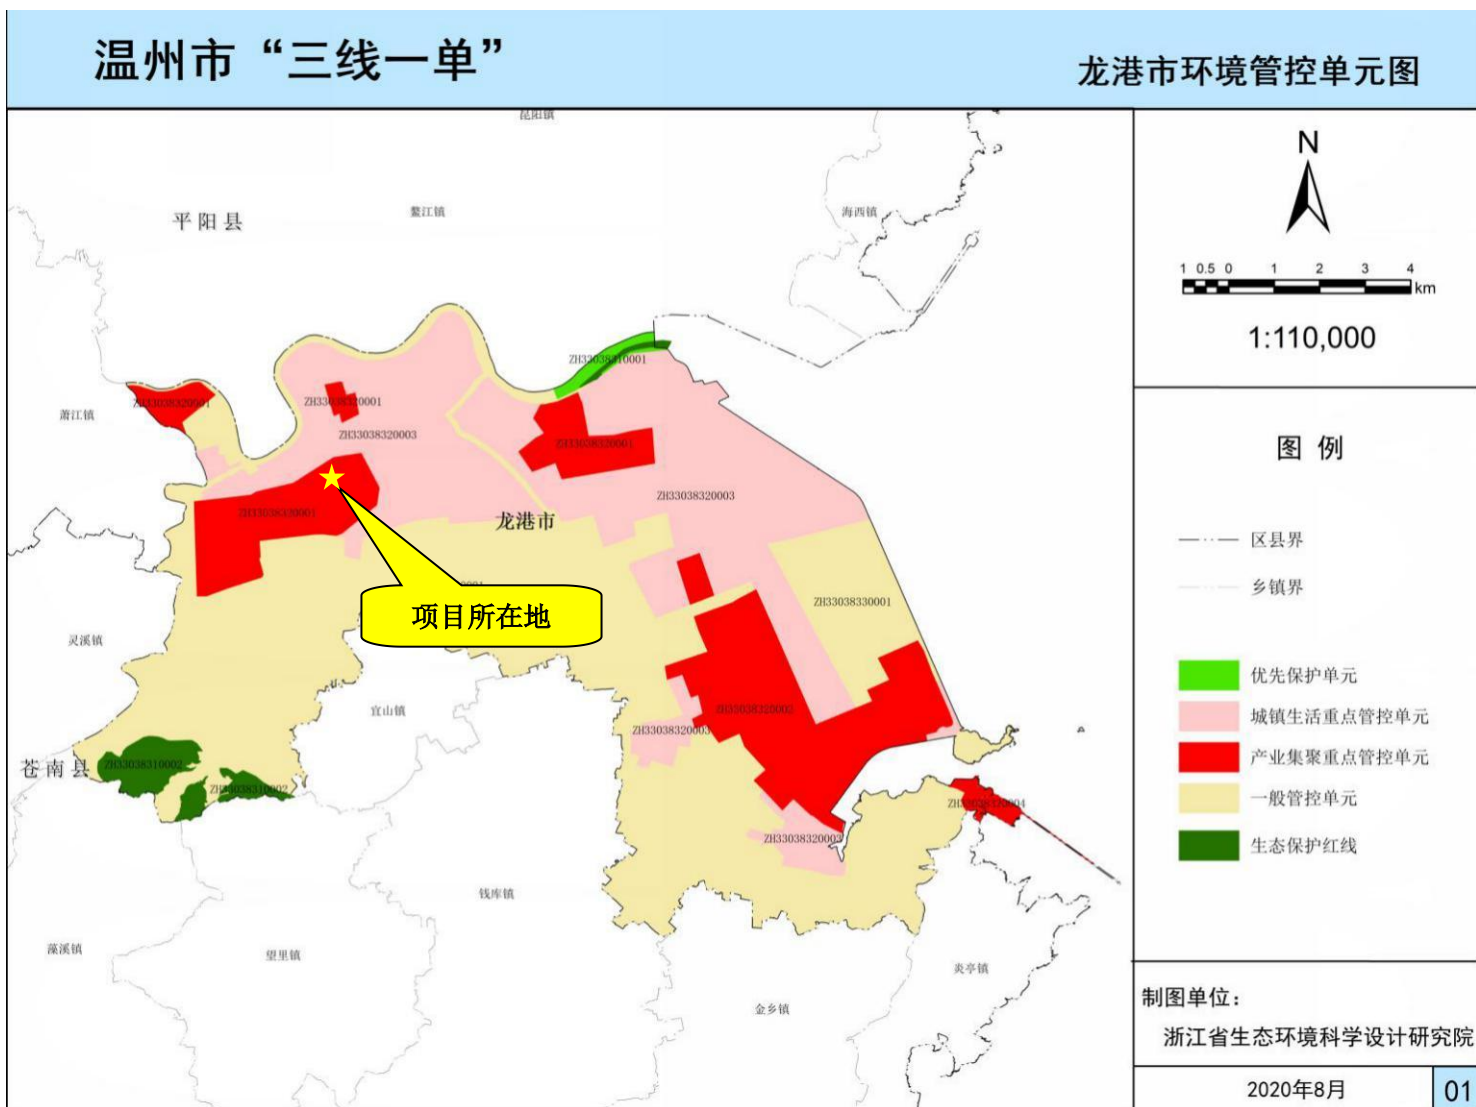 温州市“三线一单”
龙港市环境管控单元图
昆阳镇
N
平阳县
鳌江镇
海西镇
1 0.5 0 1 2 3 4
km
1:110,000
ZH33038310001
萧江镇
ZH33038320001
ZH33038320001
ZH33038320003
ZH33038320001
图 例
ZH33038320003
ZH33038320001
龙港市
区县界
乡镇界
项目所在地
ZH33038330001
灵溪镇
优先保护单元
宜山镇
城镇生活重点管控单元
ZH33038320003
产业集聚重点管控单元
苍南县
ZH33038310002
ZH33038310002
一般管控单元
ZH33038320004
ZH33038320003
生态保护红线
钱库镇
藻溪镇
望里镇
炎亭镇
金乡镇
制图单位：
浙江省生态环境科学设计研究院
2020年8月
01